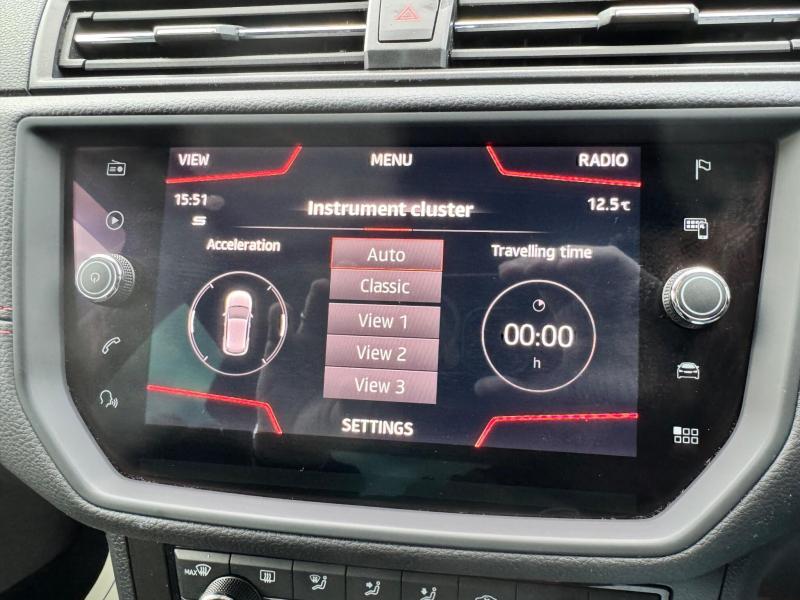 VIEW MENU RADIO
15:51 12.5°C
S
Instrument cluster
Acceleration
Travelling time
Auto
Classic
View 1
View 2
View 3
00:00
h
SETTINGS
MAX